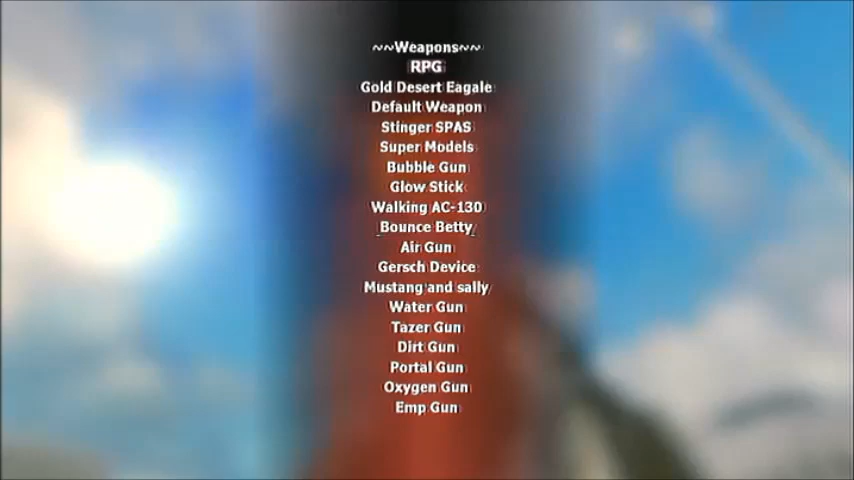 ~~Weapons~~
RPG
Gold Desert Eagale
Default Weapon
Stinger SPAS
Super Models
Bubble Gun
Glow Stick
Walking AC-130
Bounce Betty
Air Gun
Gersch Device
Mustang and sally
Water Gun
Tazer Gun
Dirt Gun
Portal Gun
Oxygen Gun
Emp Gun